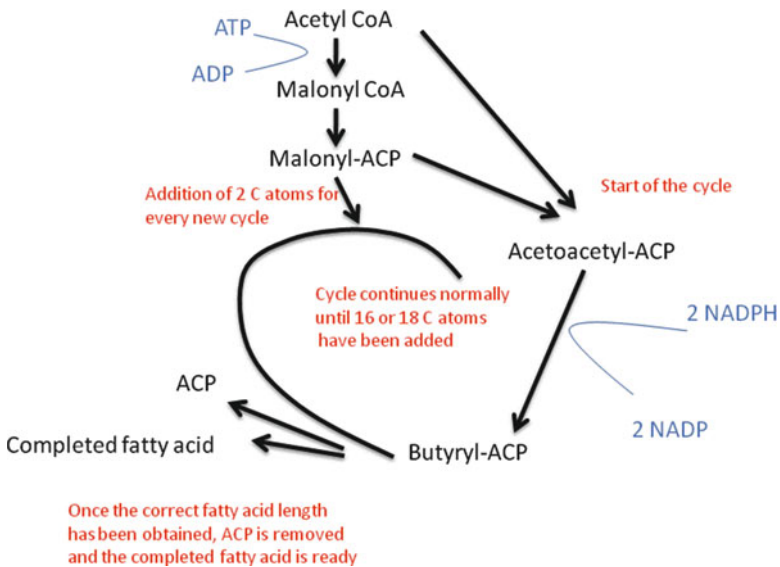 Acetyl CoA
ATP
ADP
Malonyl CoA
Malonyl-ACP
Addition of 2 C atoms for
every new cycle
Start of the cycle
Acetoacetyl-ACP
Cycle continues normally
until 16 or 18 C atoms
have been added
2 NADPH
2 NADP
ACP
Completed fatty acid
Butyryl-ACP
Once the correct fatty acid length
has been obtained, ACP is removed
and the completed fatty acid is ready